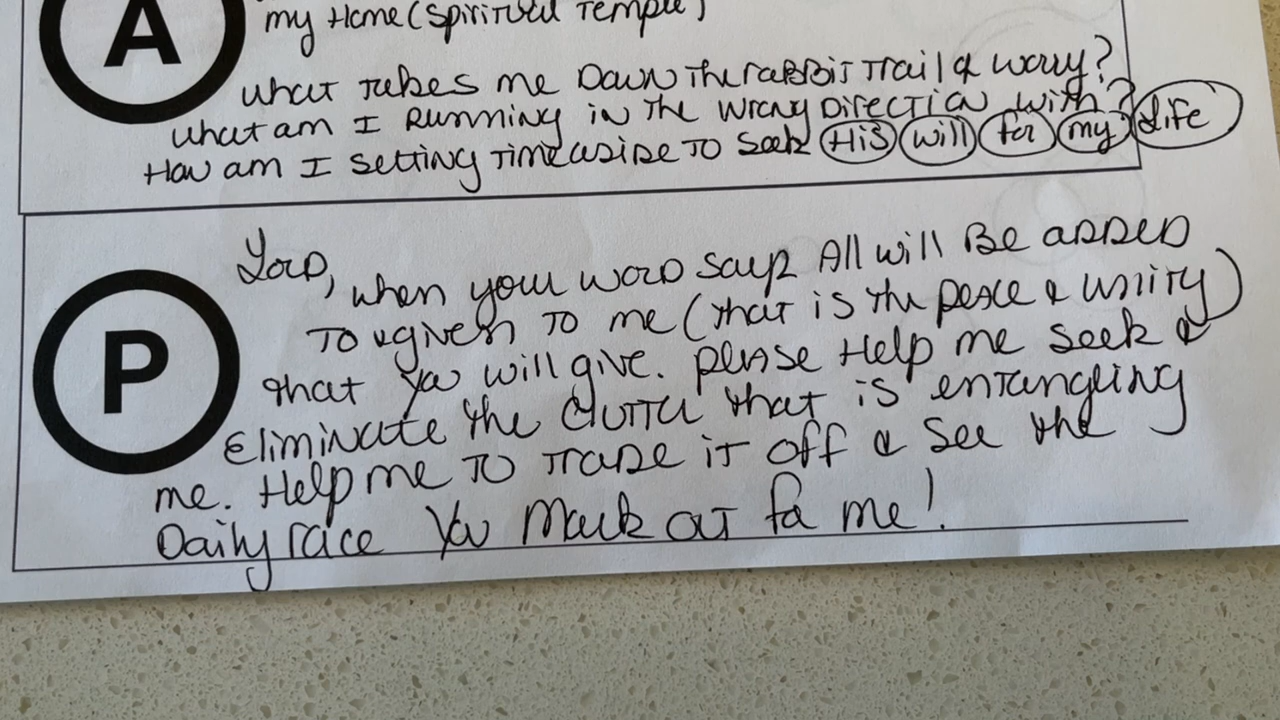 A
my Home (Spiritual Temple)
what takes me Down The rabbit Trail of worry?
what am I Running in the wrong Direction with?
How am I setting Time aside To Seek His will for my Life
P
Lord, when your word says All will Be added
To & given To me (that is the peace & unity)
that you will give. please Help me seek &
Eliminate the Clutter that is entangling
me. Help me To Trade it off & See the
Daily race You Mark out for me!